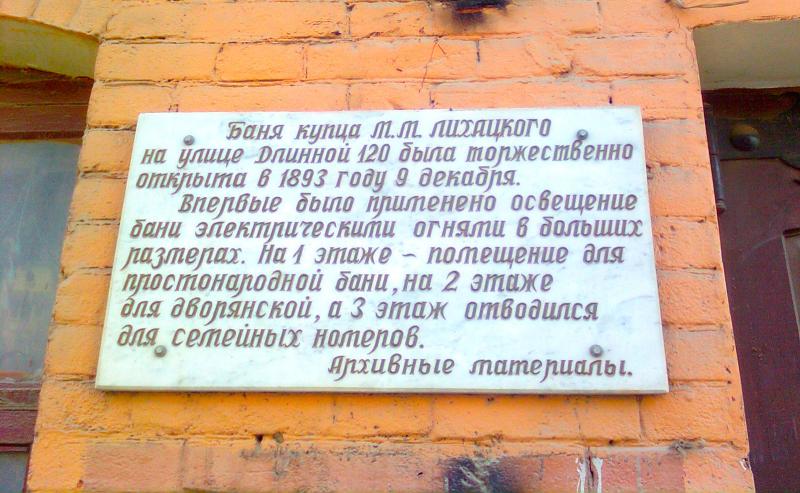 Баня купца М.М. ЛИХАЦКОГО
на улице Длинной 120 была торжественно
открыта в 1893 году 9 декабря.
Впервые было применено освещение
бани электрическими огнями в больших
размерах. На 1 этаже – помещение для
простонародной бани, на 2 этаже
для дворянской, а 3 этаж отводился
для семейных номеров.
Архивные материалы.